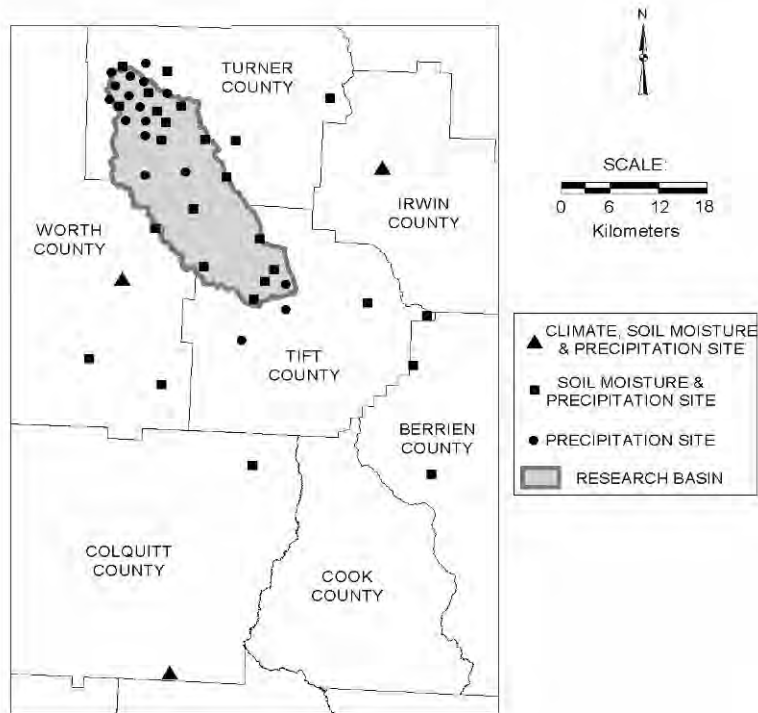 N
TURNER
COUNTY
SCALE:
0 6 12 18
Kilometers
IRWIN
COUNTY
WORTH
COUNTY
TIFT
COUNTY
CLIMATE, SOIL MOISTURE
& PRECIPITATION SITE
SOIL MOISTURE &
PRECIPITATION SITE
PRECIPITATION SITE
RESEARCH BASIN
BERRIEN
COUNTY
COLQUITT
COUNTY
COOK
COUNTY